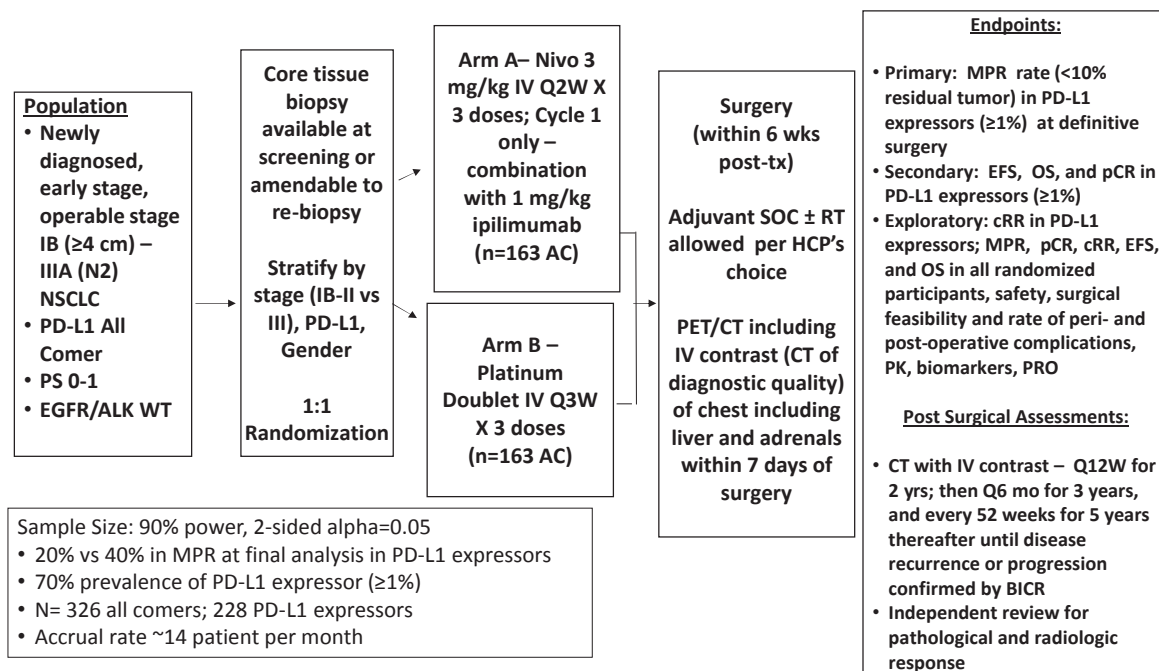 Population
• Newly
diagnosed,
early stage,
operable stage
IB (≥4 cm) –
IIIA (N2)
NSCLC
• PD-L1 All
Comer
• PS 0-1
• EGFR/ALK WT
Core tissue
biopsy
available at
screening or
amendable to
re-biopsy
Stratify by
stage (IB-II vs
III), PD-L1,
Gender
1:1
Randomization
Arm A– Nivo 3
mg/kg IV Q2W X
3 doses; Cycle 1
only –
combination
with 1 mg/kg
ipilimumab
(n=163 AC)
Arm B –
Platinum
Doublet IV Q3W
X 3 doses
(n=163 AC)
Surgery
(within 6 wks
post-tx)
Adjuvant SOC ± RT
allowed per HCP's
choice
PET/CT including
IV contrast (CT of
diagnostic quality)
of chest including
liver and adrenals
within 7 days of
surgery
Endpoints:
• Primary: MPR rate (<10%
residual tumor) in PD-L1
expressors (≥1%) at definitive
surgery
• Secondary: EFS, OS, and pCR in
PD-L1 expressors (≥1%)
• Exploratory: cRR in PD-L1
expressors; MPR, pCR, cRR, EFS,
and OS in all randomized
participants, safety, surgical
feasibility and rate of peri- and
post-operative complications,
PK, biomarkers, PRO
Post Surgical Assessments:
• CT with IV contrast – Q12W for
2 yrs; then Q6 mo for 3 years,
and every 52 weeks for 5 years
thereafter until disease
recurrence or progression
confirmed by BICR
• Independent review for
pathological and radiologic
response
Sample Size: 90% power, 2-sided alpha=0.05
• 20% vs 40% in MPR at final analysis in PD-L1 expressors
• 70% prevalence of PD-L1 expressor (≥1%)
• N= 326 all comers; 228 PD-L1 expressors
• Accrual rate ~14 patient per month